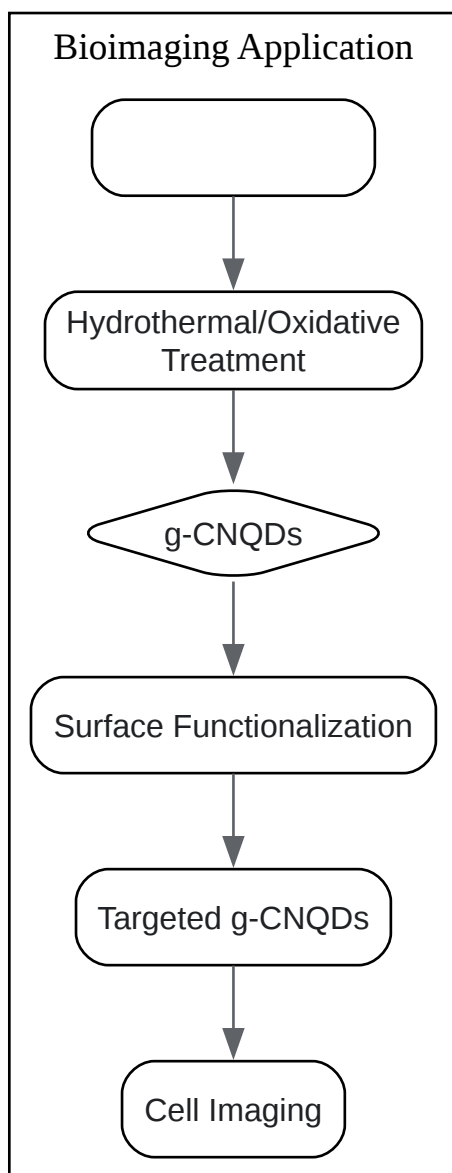 Bioimaging Application
Hydrothermal/Oxidative
Treatment
g-CNQDs
Surface Functionalization
Targeted g-CNQDs
Cell Imaging